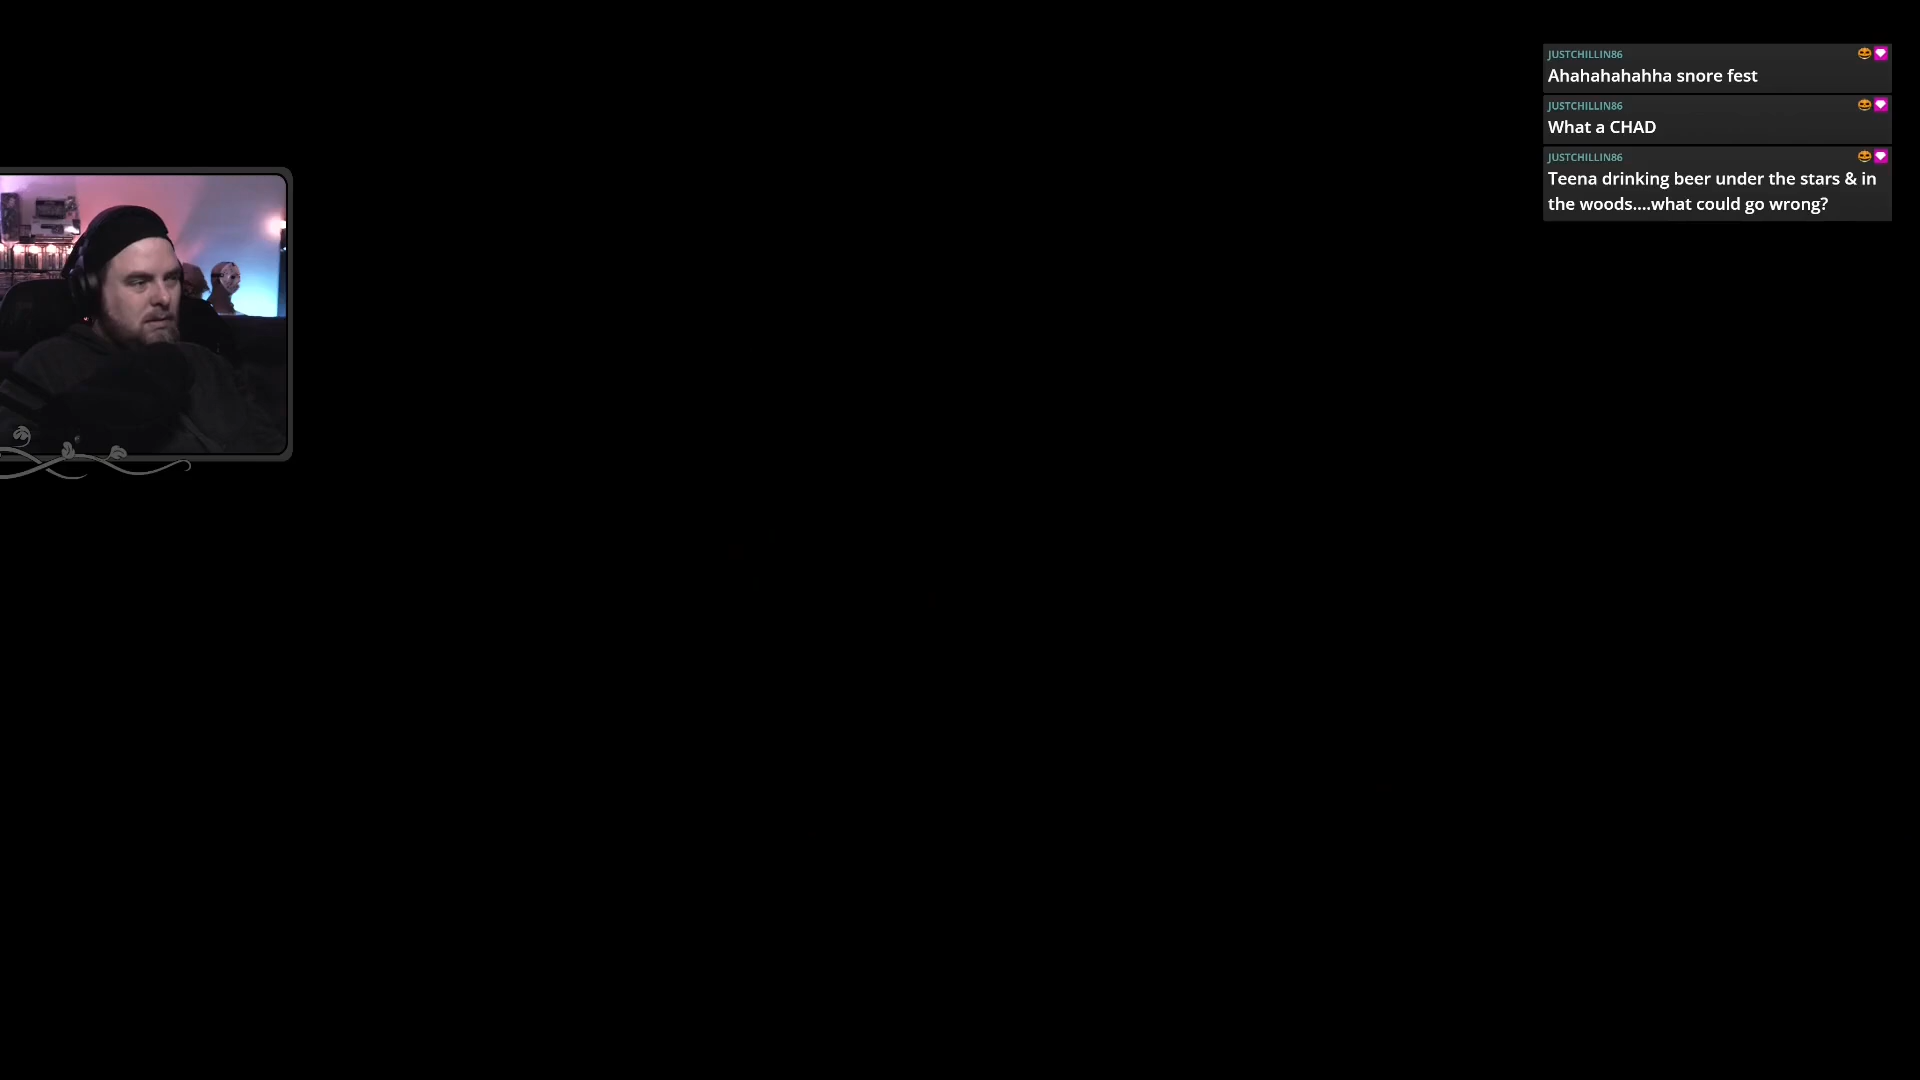 JUSTCHILLIN86
Ahahahahahha snore fest
JUSTCHILLIN86
What a CHAD
JUSTCHILLIN86
Teena drinking beer under the stars & in
the woods....what could go wrong?